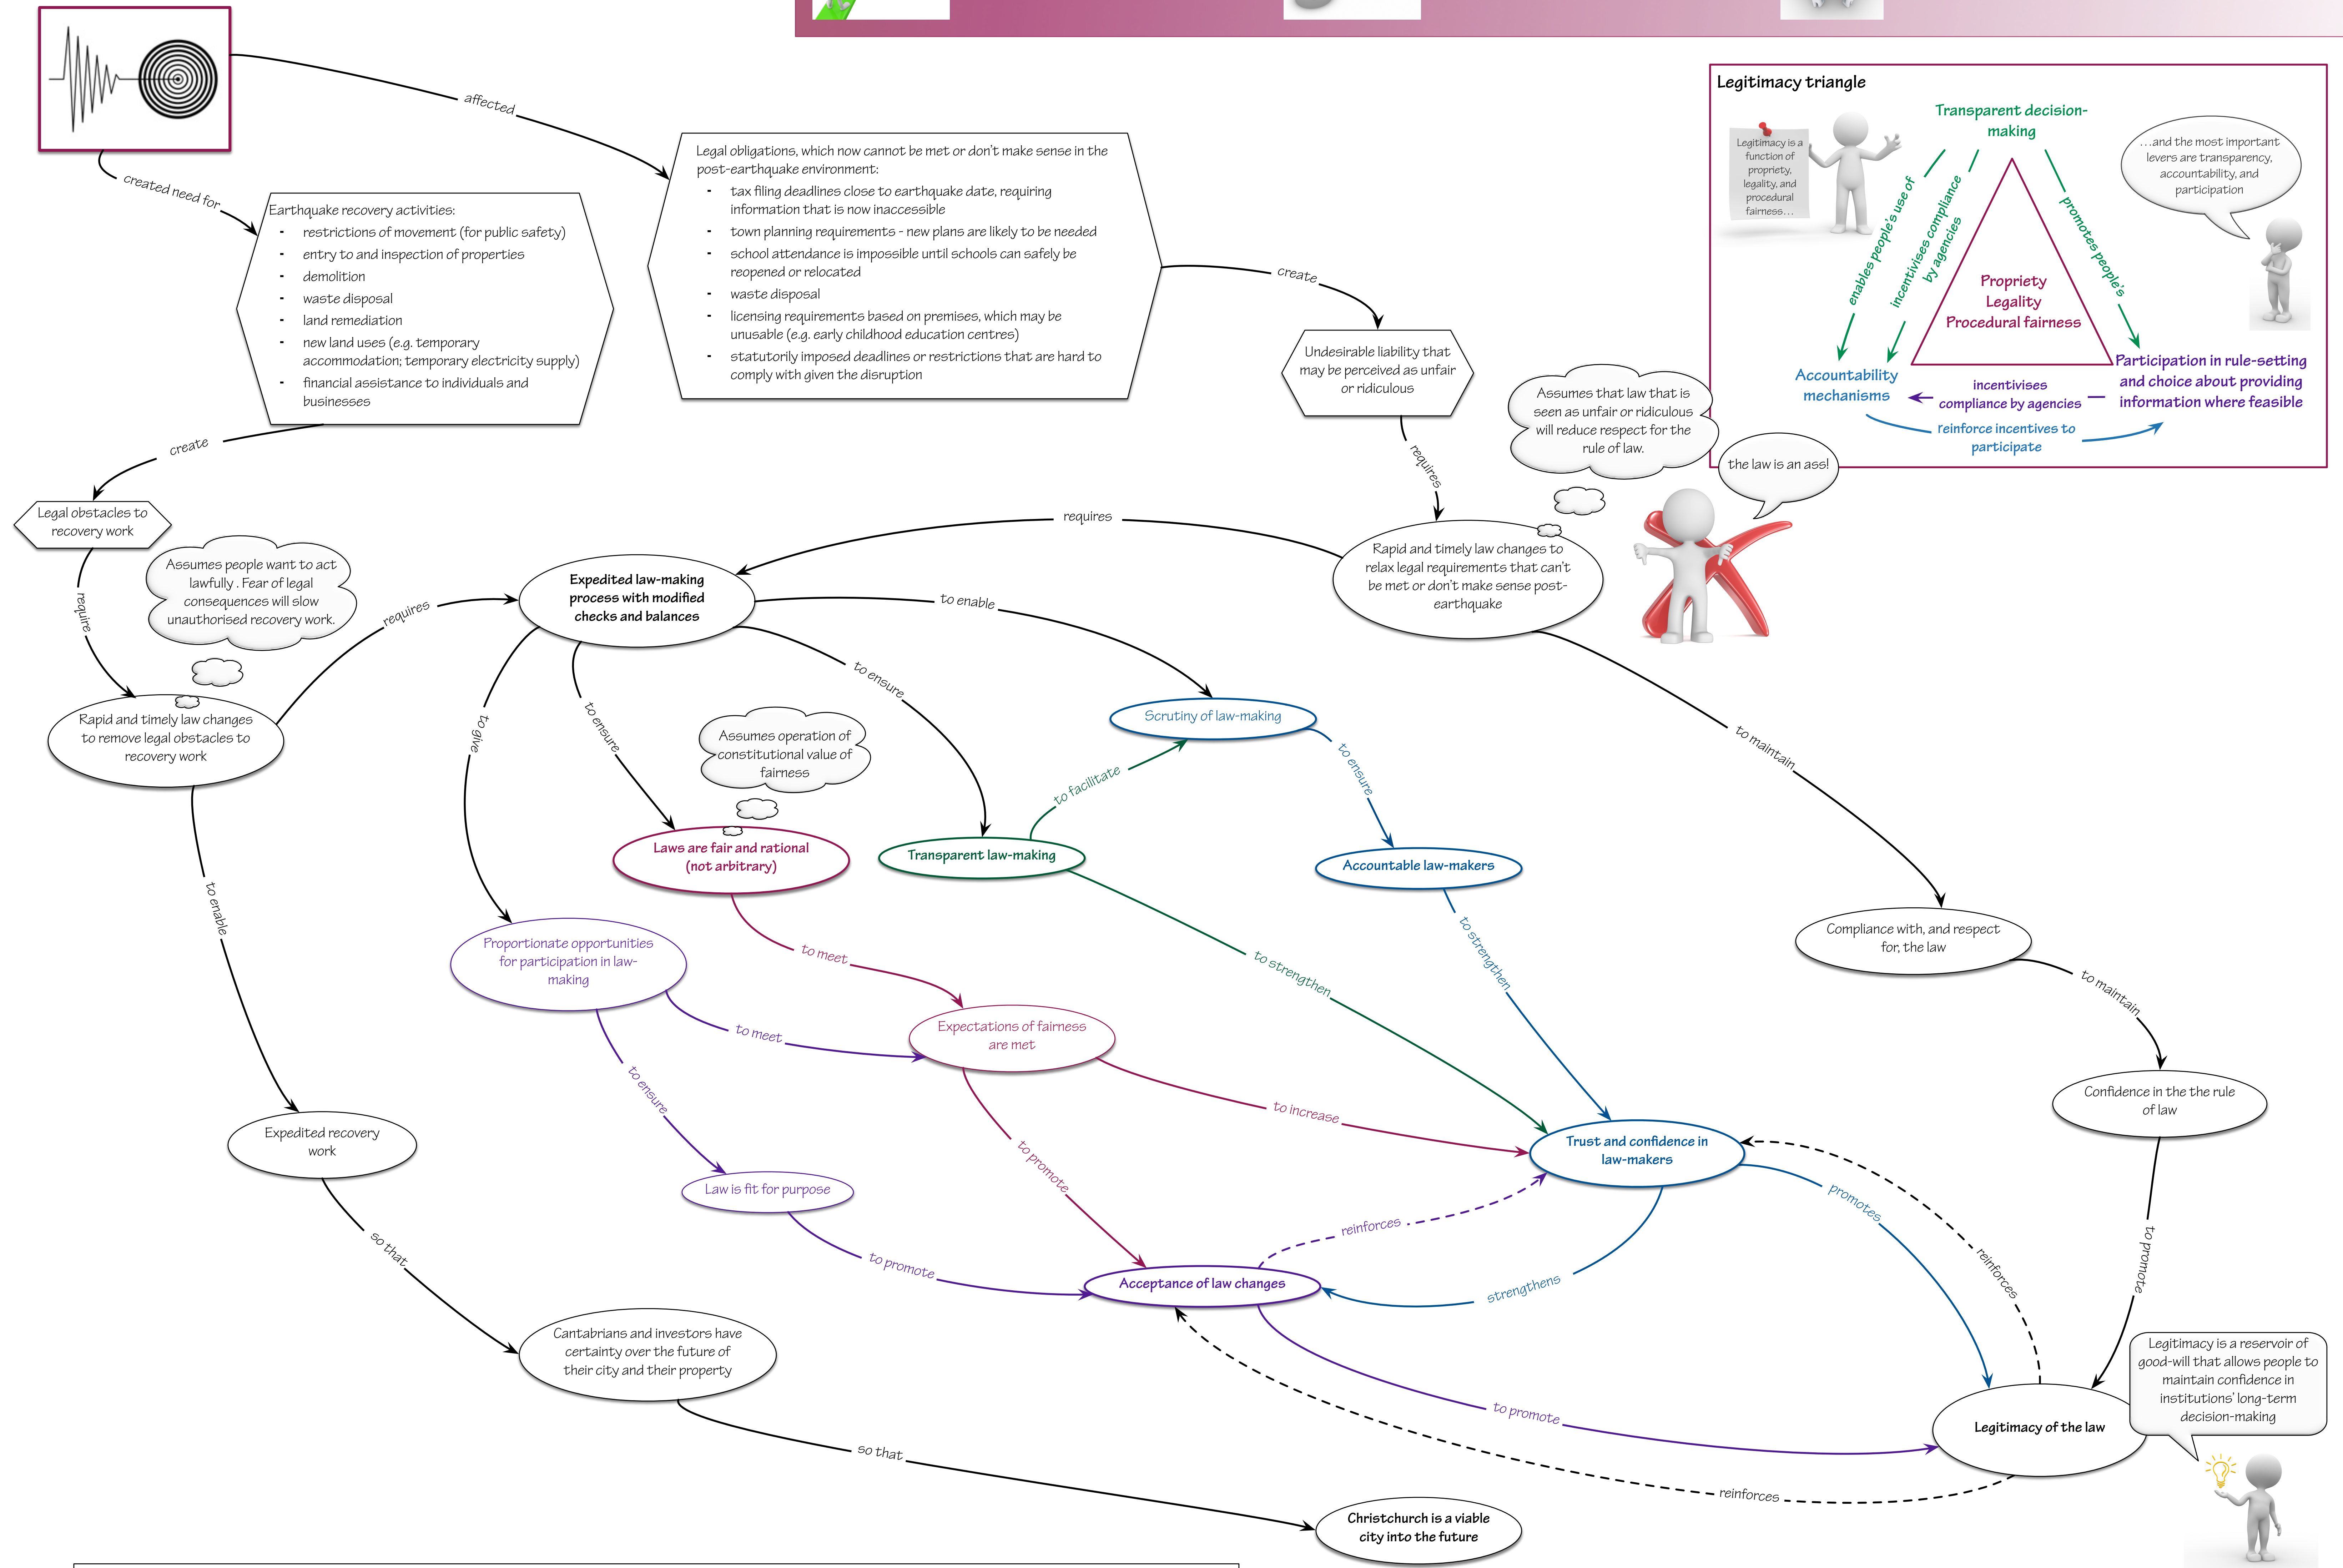 affected
created need for
Earthquake recovery activities:
- restrictions of movement (for public safety)
- entry to and inspection of properties
- demolition
- waste disposal
- land remediation
- new land uses (e.g. temporary
accommodation; temporary electricity supply)
- financial assistance to individuals and
businesses
Legal obligations, which now cannot be met or don't make sense in the
post-earthquake environment:
- tax filing deadlines close to earthquake date, requiring
information that is now inaccessible
- town planning requirements - new plans are likely to be needed
- school attendance is impossible until schools can safely be
reopened or relocated
- waste disposal
- licensing requirements based on premises, which may be
unusable (e.g. early childhood education centres)
- statutorily imposed deadlines or restrictions that are hard to
comply with given the disruption
create
Undesirable liability that
may be perceived as unfair
or ridiculous
Legitimacy triangle
Legitimacy is a
function of
propriety,
legality, and
procedural
fairness...
Transparent decision-
making
...and the most important
levers are transparency,
accountability, and
participation
enables people's use of
incentivises compliance
by agencies
promotes people's
Propriety
Legality
Procedural fairness
Accountability
mechanisms
incentivises
compliance by agencies
Participation in rule-setting
and choice about providing
information where feasible
reinforce incentives to
participate
Assumes that law that is
seen as unfair or ridiculous
will reduce respect for the
rule of law.
the law is an ass!
requires
create
Legal obstacles to
recovery work
Assumes people want to act
lawfully . Fear of legal
consequences will slow
unauthorised recovery work.
require
requires
requires
Expedited law-making
process with modified
checks and balances
Rapid and timely law changes to
relax legal requirements that can't
be met or don't make sense post-
earthquake
to enable
to ensure
to ensure
to give
Rapid and timely law changes
to remove legal obstacles to
recovery work
Assumes operation of
constitutional value of
fairness
Scrutiny of law-making
to facilitate
to ensure
to maintain
Laws are fair and rational
(not arbitrary)
Transparent law-making
Accountable law-makers
to enable
Proportionate opportunities
for participation in law-
making
to meet
to strengthen
to strengthen
Compliance with, and respect
for, the law
to maintain
to meet
Expectations of fairness
are met
to ensure
to increase
to promote
Confidence in the the rule
of law
Expedited recovery
work
Law is fit for purpose
Trust and confidence in
law-makers
promotes
reinforces
to promote
so that
to promote
reinforces
Acceptance of law changes
strengthens
reinforces
Cantabrians and investors have
certainty over the future of
their city and their property
to promote
Legitimacy is a reservoir of
good-will that allows people to
maintain confidence in
institutions' long-term
decision-making
Legitimacy of the law
so that
Christchurch is a viable
city into the future